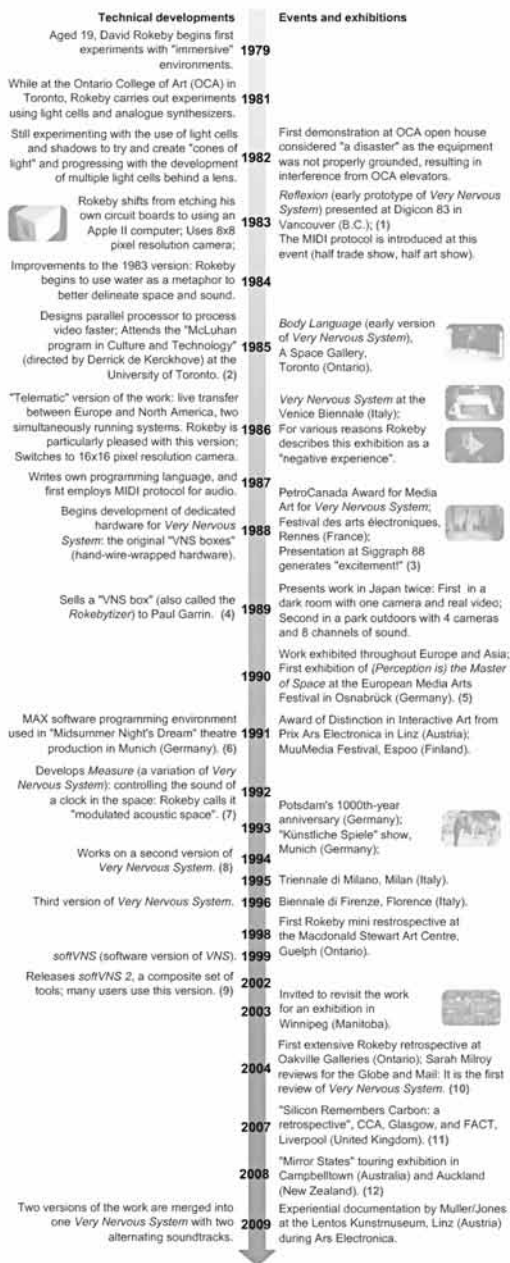 Technical developments
Events and exhibitions
Aged 19, David Rokeby begins first
experiments with "immersive"
environments.
1979
While at the Ontario College of Art (OCA) in
Toronto, Rokeby carries out experiments
using light cells and analogue synthesizers.
1981
Still experimenting with the use of light cells
and shadows to try and create "cones of
light" and progressing with the development
of multiple light cells behind a lens.
1982
First demonstration at OCA open house
considered "a disaster" as the equipment
was not properly grounded, resulting in
interference from OCA elevators.
Rokeby shifts from etching his
own circuit boards to using an
Apple II computer; Uses 8x8
pixel resolution camera;
1983
Reflexion (early prototype of Very Nervous
System) presented at Digicon 83 in
Vancouver (B.C.); (1)
The MIDI protocol is introduced at this
event (half trade show, half art show).
Improvements to the 1983 version: Rokeby
begins to use water as a metaphor to
better delineate space and sound.
1984
Designs parallel processor to process
video faster; Attends the "McLuhan
program in Culture and Technology"
(directed by Derrick de Kerckhove) at the
University of Toronto. (2)
1985
Body Language (early version
of Very Nervous System),
A Space Gallery,
Toronto (Ontario).
"Telematic" version of the work: live transfer
between Europe and North America, two
simultaneously running systems. Rokeby is
particularly pleased with this version;
Switches to 16x16 pixel resolution camera.
1986
Very Nervous System at the
Venice Biennale (Italy);
For various reasons Rokeby
describes this exhibition as a
"negative experience".
Writes own programming language, and
first employs MIDI protocol for audio.
1987
Begins development of dedicated
hardware for Very Nervous
System: the original "VNS boxes"
(hand-wire-wrapped hardware).
1988
PetroCanada Award for Media
Art for Very Nervous System;
Festival des arts électroniques,
Rennes (France);
Presentation at Siggraph 88
generates "excitement!" (3)
Sells a "VNS box" (also called the
Rokebytizer) to Paul Garrin. (4)
1989
Presents work in Japan twice: First in a
dark room with one camera and real video;
Second in a park outdoors with 4 cameras
and 8 channels of sound.
1990
Work exhibited throughout Europe and Asia;
First exhibition of (Perception is) the Master
of Space at the European Media Arts
Festival in Osnabrück (Germany). (5)
MAX software programming environment
used in "Midsummer Night's Dream" theatre
production in Munich (Germany). (6)
1991
Award of Distinction in Interactive Art from
Prix Ars Electronica in Linz (Austria);
MuuMedia Festival, Espoo (Finland).
Develops Measure (a variation of Very
Nervous System): controlling the sound of
a clock in the space: Rokeby calls it
"modulated acoustic space". (7)
1992
1993
Potsdam's 1000th-year
anniversary (Germany);
"Künstliche Spiele" show,
Munich (Germany);
Works on a second version of
Very Nervous System. (8)
1994
1995
Triennale di Milano, Milan (Italy).
Third version of Very Nervous System.
1996
Biennale di Firenze, Florence (Italy).
1998
First Rokeby mini restrospective at
the Macdonald Stewart Art Centre,
Guelph (Ontario).
softVNS (software version of VNS).
1999
Releases softVNS 2, a composite set of
tools; many users use this version. (9)
2002
2003
Invited to revisit the work
for an exhibition in
Winnipeg (Manitoba).
2004
First extensive Rokeby retrospective at
Oakville Galleries (Ontario); Sarah Milroy
reviews for the Globe and Mail: It is the first
review of Very Nervous System. (10)
2007
"Silicon Remembers Carbon: a
retrospective", CCA, Glasgow, and FACT,
Liverpool (United Kingdom). (11)
2008
"Mirror States" touring exhibition in
Campbelltown (Australia) and Auckland
(New Zealand). (12)
Two versions of the work are merged into
one Very Nervous System with two
alternating soundtracks.
2009
Experiential documentation by Muller/Jones
at the Lentos Kunstmuseum, Linz (Austria)
during Ars Electronica.